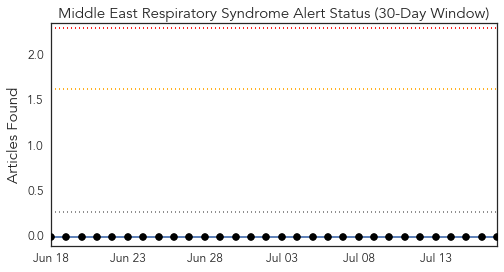 Middle East Respiratory Syndrome Alert Status (30-Day Window)
Articles Found
2.0
1.5
1.0
0.5
0.0
Jun 18 Jun 23 Jun 28 Jul 03 Jul 08 Jul 13